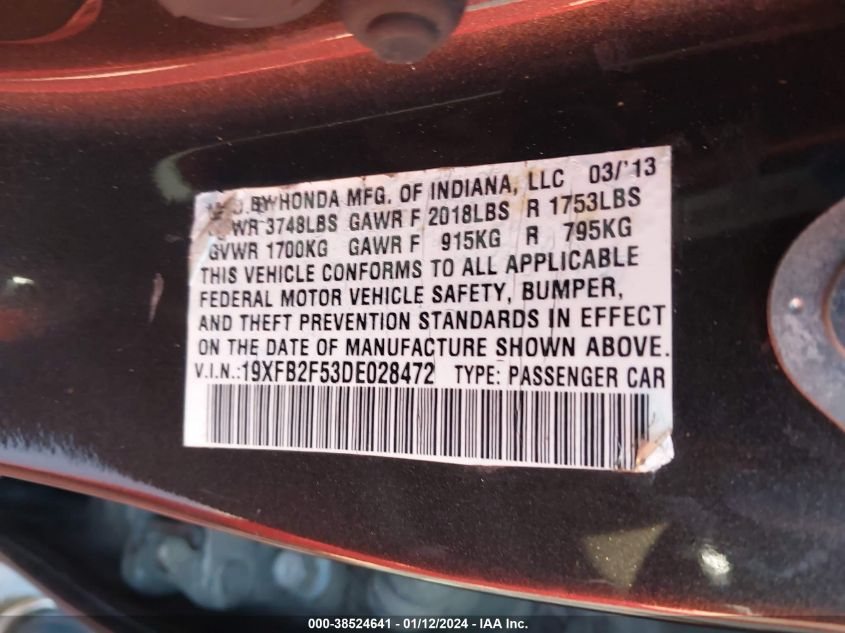 HONDA MFG. OF INDIANA, LLC 03/'13
WR 3748LBS GAWR F 2018LBS R 1753LBS
GVWR 1700KG GAWR F 915KG R 795KG
THIS VEHICLE CONFORMS TO ALL APPLICABLE
FEDERAL MOTOR VEHICLE SAFETY, BUMPER,
AND THEFT PREVENTION STANDARDS IN EFFECT
ON THE DATE OF MANUFACTURE SHOWN ABOVE.
V.I.N.:19XFB2F53DE028472 TYPE: PASSENGER CAR
000-38524641 - 01/12/2024 - IAA Inc.